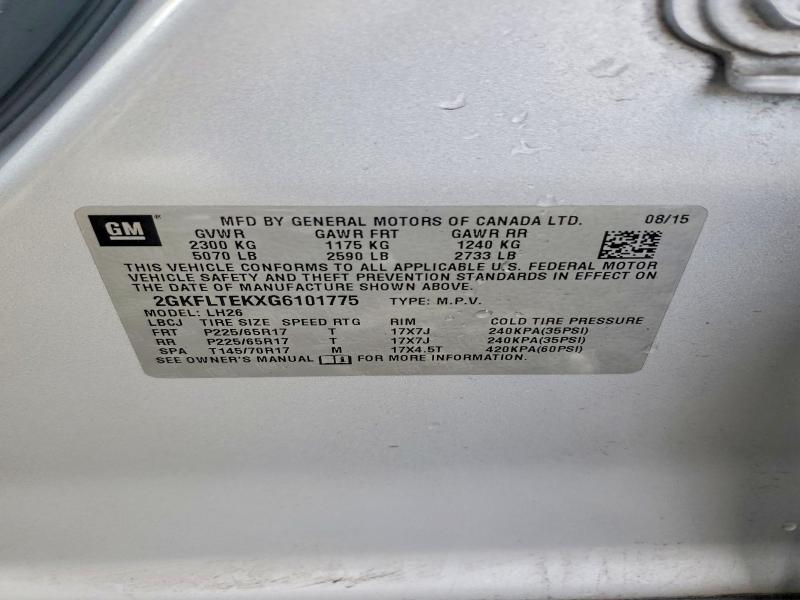 GM MFD BY GENERAL MOTORS OF CANADA LTD. 08/15
GVWR GAWR FRT GAWR RR
2300 KG 1175 KG 1240 KG
5070 LB 2590 LB 2733 LB
THIS VEHICLE CONFORMS TO ALL APPLICABLE U.S. FEDERAL MOTOR
VEHICLE SAFETY AND THEFT PREVENTION STANDARDS IN EFFECT ON
THE DATE OF MANUFACTURE SHOWN ABOVE.
2GKFLTEKXG6101775 TYPE: M.P.V.
MODEL: LH26
LBCJ TIRE SIZE SPEED RTG RIM COLD TIRE PRESSURE
FRT P225/65R17 T 17X7J 240KPA(35PSI)
RR P225/65R17 T 17X7J 240KPA(35PSI)
SPA T145/70R17 M 17X4.5T 420KPA(60PSI)
SEE OWNER'S MANUAL FOR MORE INFORMATION.